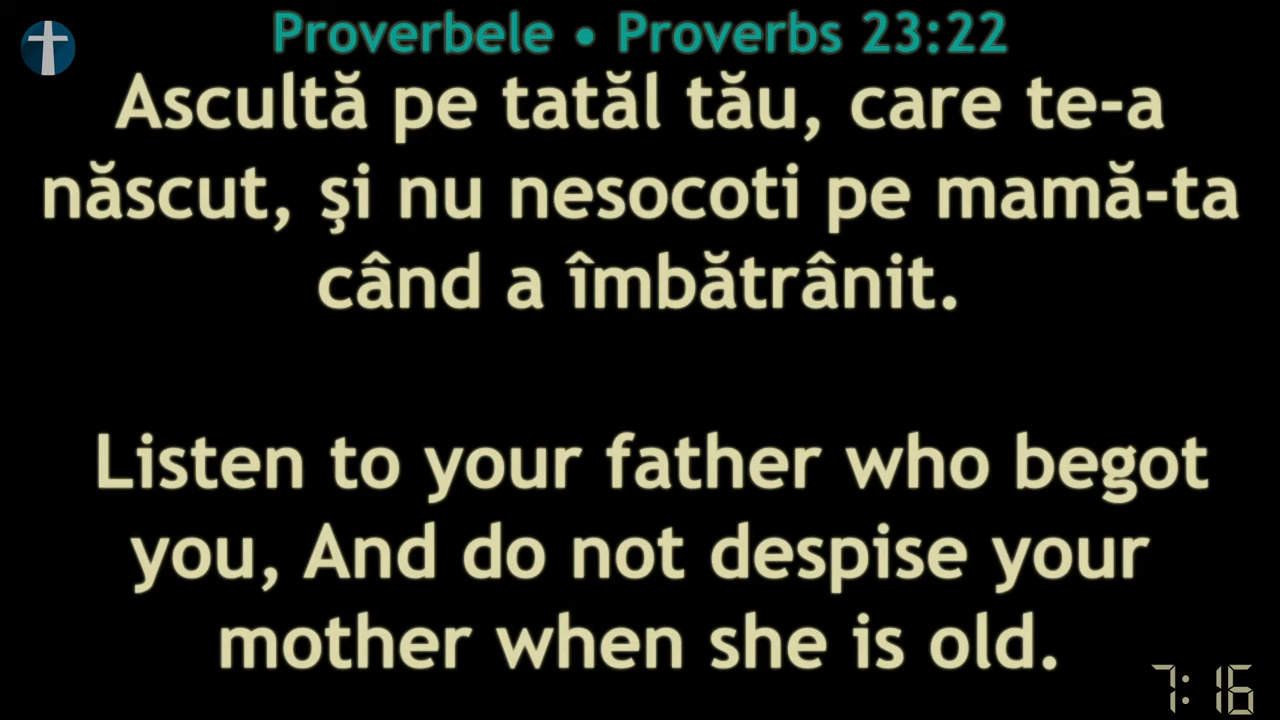 Proverbele • Proverbs 23:22
Ascultă pe tatăl tău, care te-a
născut, şi nu nesocoti pe mamă-ta
când a îmbătrânit.
Listen to your father who begot
you, And do not despise your
mother when she is old.
7:16